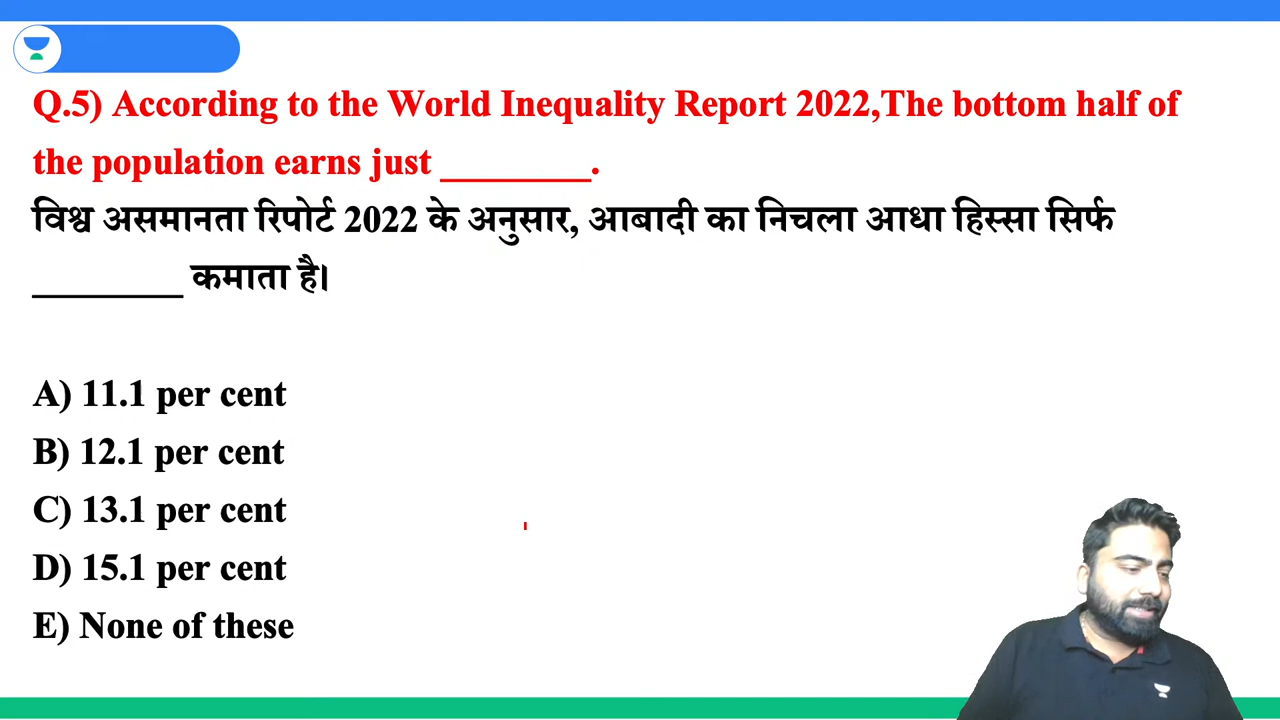 Q.5) According to the World Inequality Report 2022,The bottom half of
the population earns just ________.
विश्व असमानता रिपोर्ट 2022 के अनुसार, आबादी का निचला आधा हिस्सा सिर्फ
________ कमाता है।
A) 11.1 per cent
B) 12.1 per cent
C) 13.1 per cent
D) 15.1 per cent
E) None of these